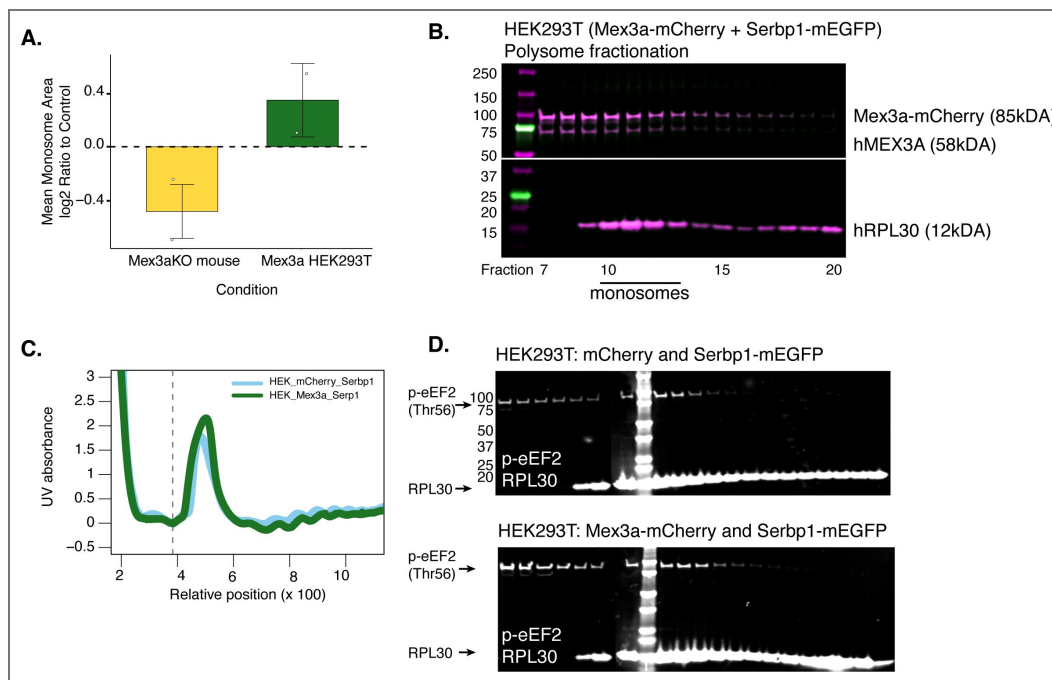 A.
Mean Monosome Area
log2 Ratio to Control
0.4
0.0
−0.4
Mex3aKO mouse
Mex3a HEK293T
Condition
B.
HEK293T (Mex3a-mCherry + Serbp1-mEGFP)
Polysome fractionation
250
150
100
75
50
37
25
20
15
Mex3a-mCherry (85kDA)
hMEX3A (58kDA)
hRPL30 (12kDA)
Fraction 7 10 15 20
monosomes
C.
UV absorbance
3
2.5
2
1.5
1
0.5
0
−0.5
HEK_mCherry_Serbp1
HEK_Mex3a_Serp1
2 4 6 8 10
Relative position (x 100)
D.
HEK293T: mCherry and Serbp1-mEGFP
p-eEF2
(Thr56)
100
75
50
37
25
20
p-eEF2
RPL30
RPL30
HEK293T: Mex3a-mCherry and Serbp1-mEGFP
p-eEF2
(Thr56)
p-eEF2
RPL30
RPL30